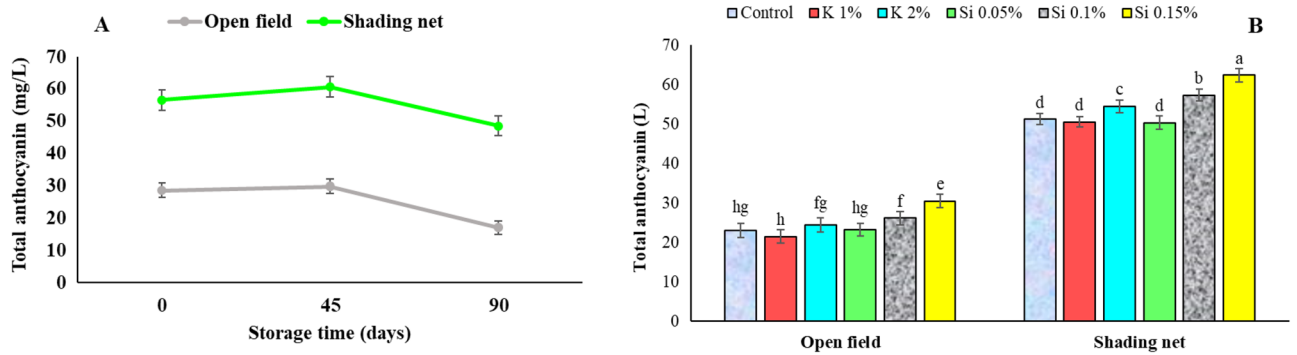 A
Open field
Shading net
Total anthocyanin (mg/L)
70
60
50
40
30
20
10
0
0 45 90
Storage time (days)
Control K 1% K 2% Si 0.05% Si 0.1% Si 0.15%
B
Total anthocyanin (L)
70
60
50
40
30
20
10
0
hg h fg hg f e
d d c d b a
Open field Shading net